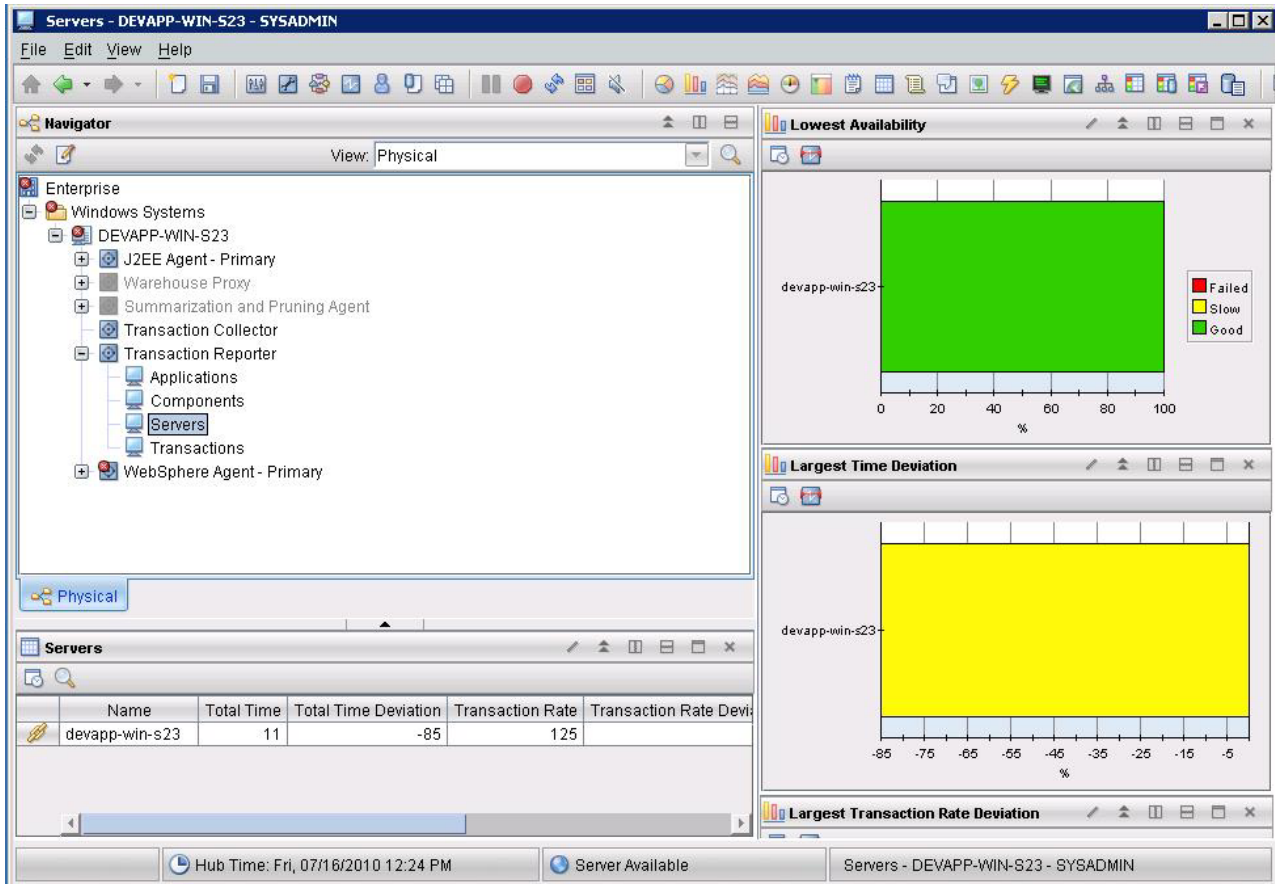 Servers - DEVAPP-WIN-S23 - SYSADMIN
File Edit View Help
Navigator
View: Physical
Enterprise
Windows Systems
DEVAPP-WIN-S23
J2EE Agent - Primary
Warehouse Proxy
Summarization and Pruning Agent
Transaction Collector
Transaction Reporter
Applications
Components
Servers
Transactions
WebSphere Agent - Primary
Physical
Servers
Name Total Time Total Time Deviation Transaction Rate Transaction Rate Devi
devapp-win-s23 11 -85 125
Lowest Availability
devapp-win-s23
Failed
Slow
Good
0 20 40 60 80 100
%
Largest Time Deviation
devapp-win-s23
-85 -75 -65 -55 -45 -35 -25 -15 -5
%
Largest Transaction Rate Deviation
Hub Time: Fri, 07/16/2010 12:24 PM Server Available Servers - DEVAPP-WIN-S23 - SYSADMIN